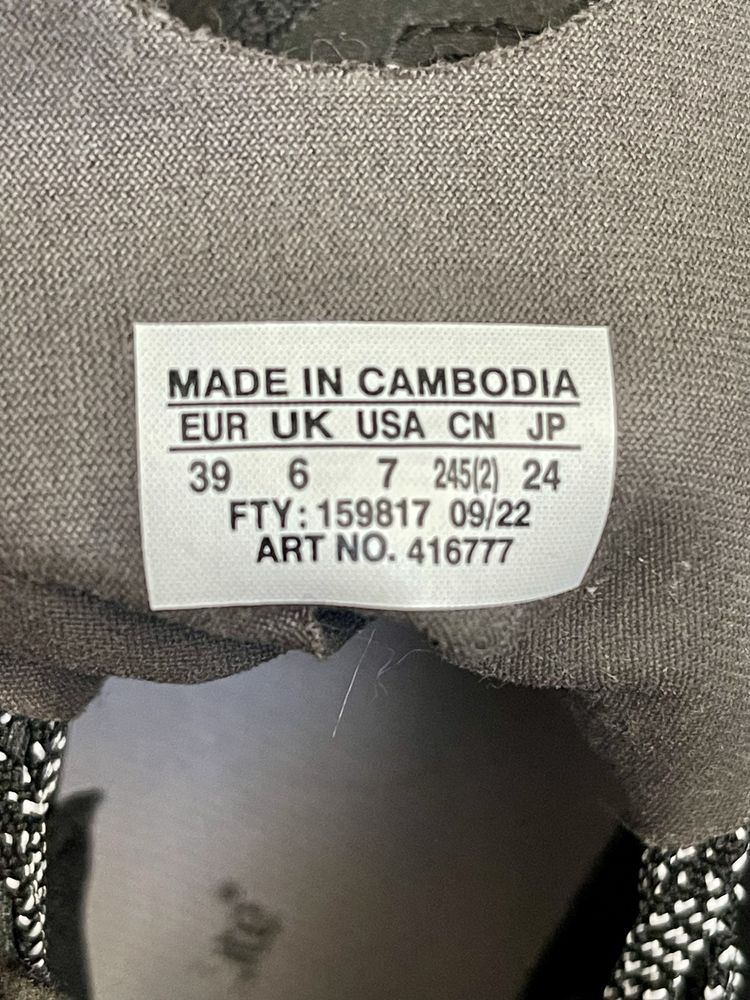 MADE IN CAMBODIA
EUR UK USA CN JP
39 6 7 245(2) 24
FTY: 159817 09/22
ART NO. 416777